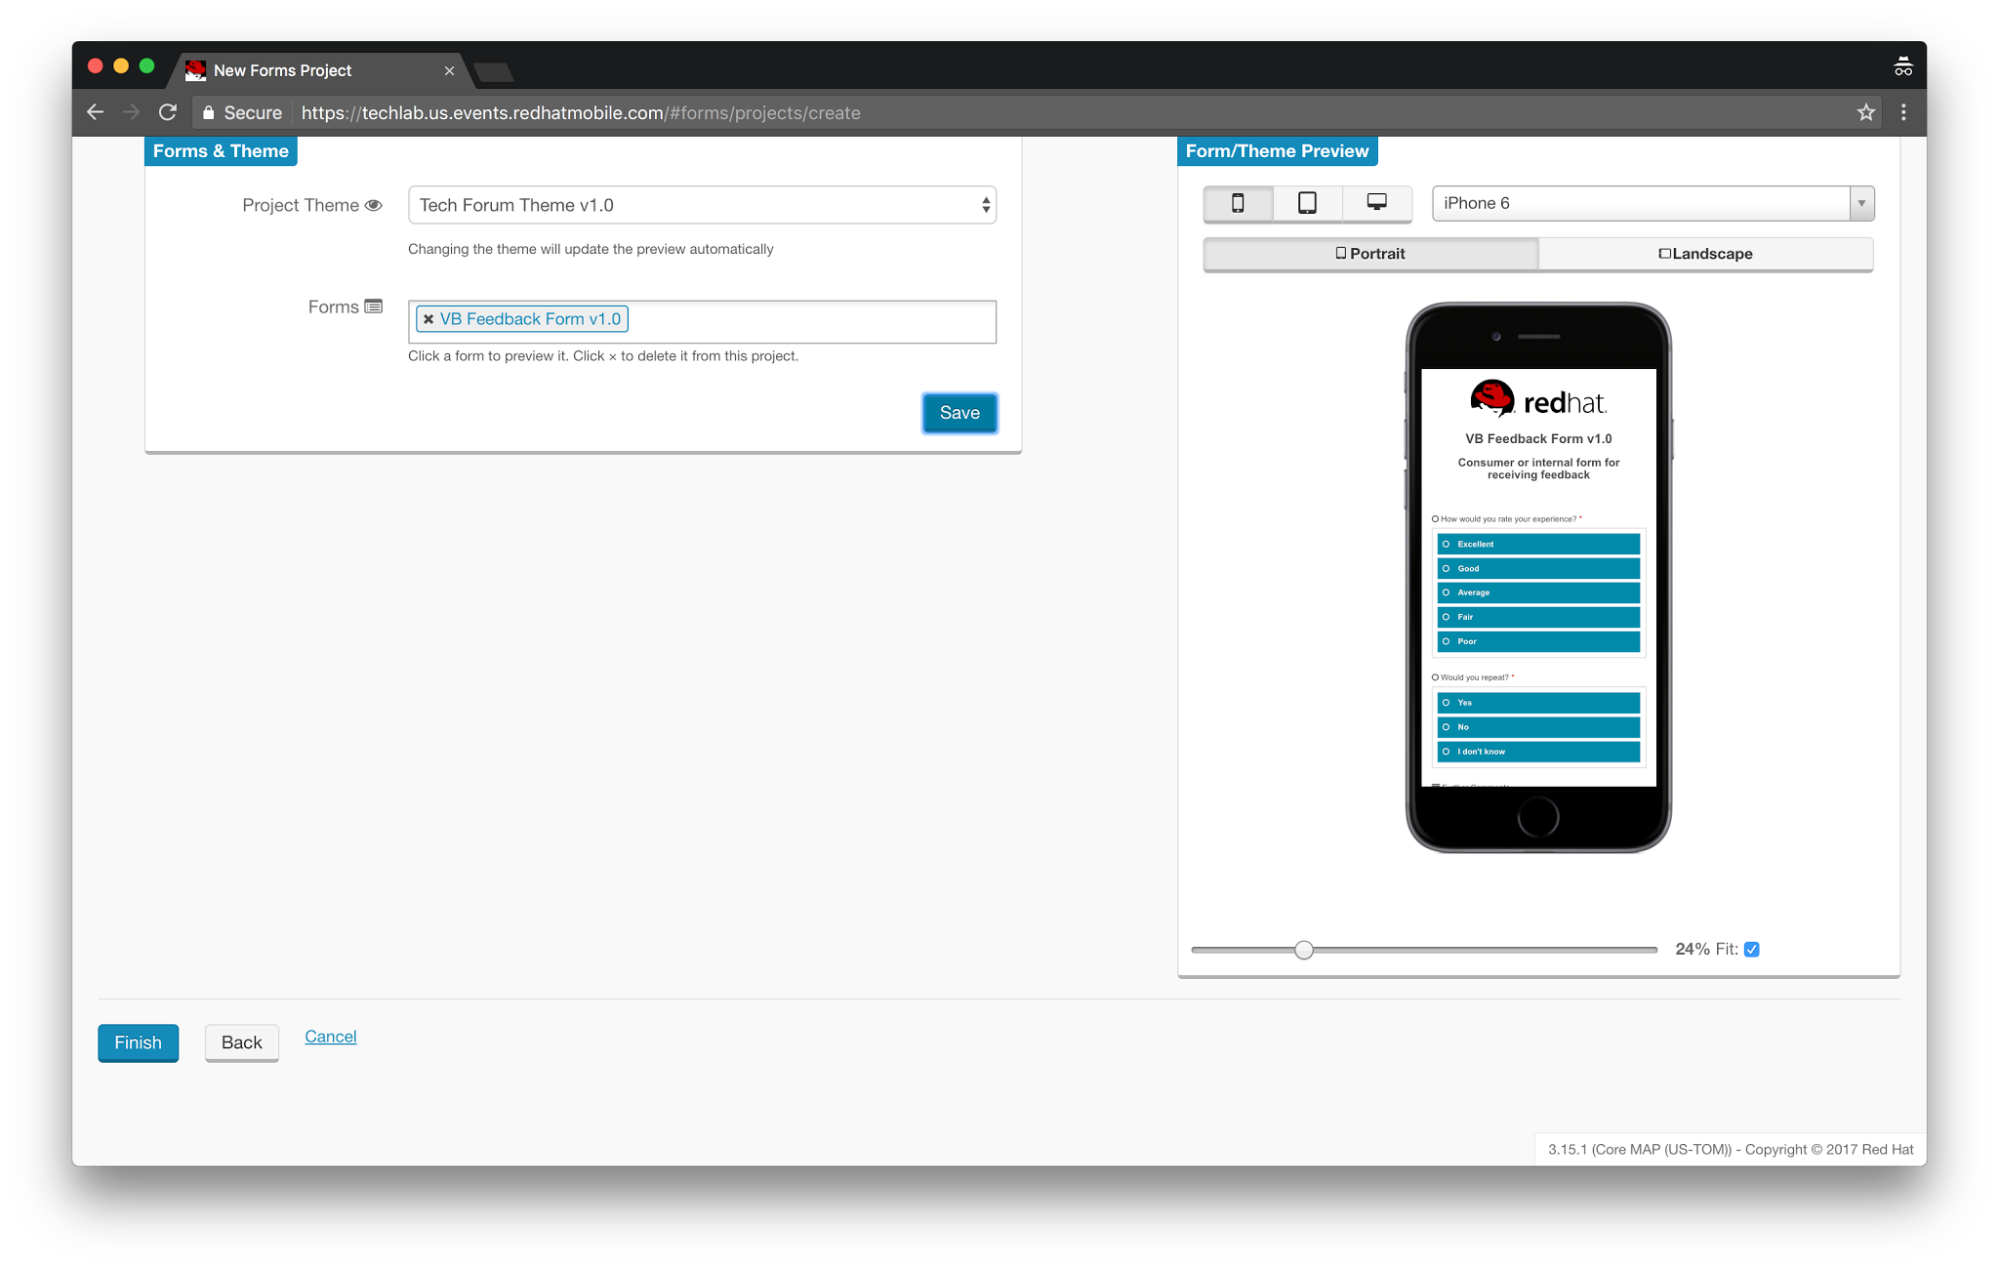 New Forms Project
Secure https://techlab.us.events.redhatmobile.com/#forms/projects/create
Forms & Theme
Project Theme
Tech Forum Theme v1.0
Changing the theme will update the preview automatically
Forms
VB Feedback Form v1.0
Click a form to preview it. Click × to delete it from this project.
Save
Form/Theme Preview
iPhone 6
Portrait
Landscape
redhat.
VB Feedback Form v1.0
Consumer or internal form for
receiving feedback
How would you rate your experience? *
Excellent
Good
Average
Fair
Poor
Would you repeat? *
Yes
No
I don't know
24% Fit:
Finish
Back
Cancel
3.15.1 (Core MAP (US-TOM)) - Copyright © 2017 Red Hat